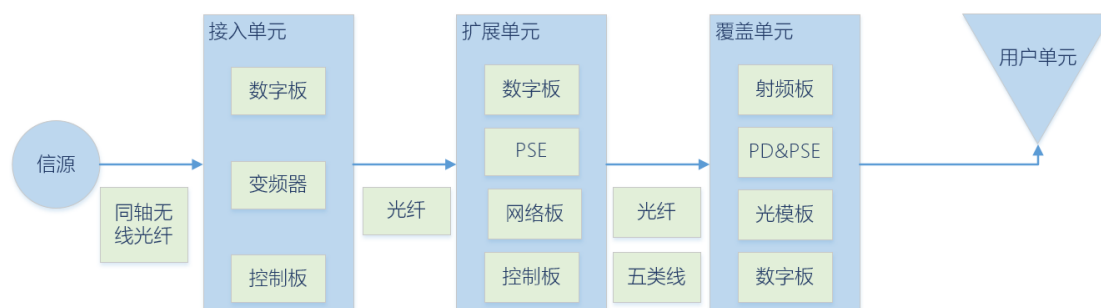 信源
同轴无
线光纤
接入单元
数字板
变频器
控制板
光纤
扩展单元
数字板
PSE
网络板
控制板
光纤
五类线
覆盖单元
射频板
PD&PSE
光模板
数字板
用户单元